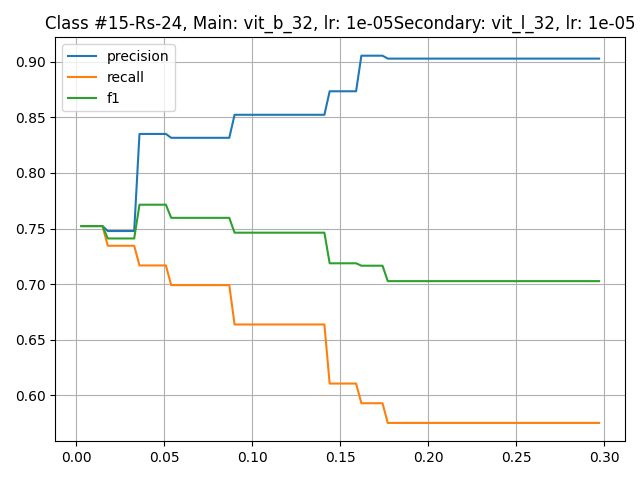 Class #15-Rs-24, Main: vit_b_32, lr: 1e-05Secondary: vit_l_32, lr: 1e-05
precision
recall
f1
0.90
0.85
0.80
0.75
0.70
0.65
0.60
0.00 0.05 0.10 0.15 0.20 0.25 0.30